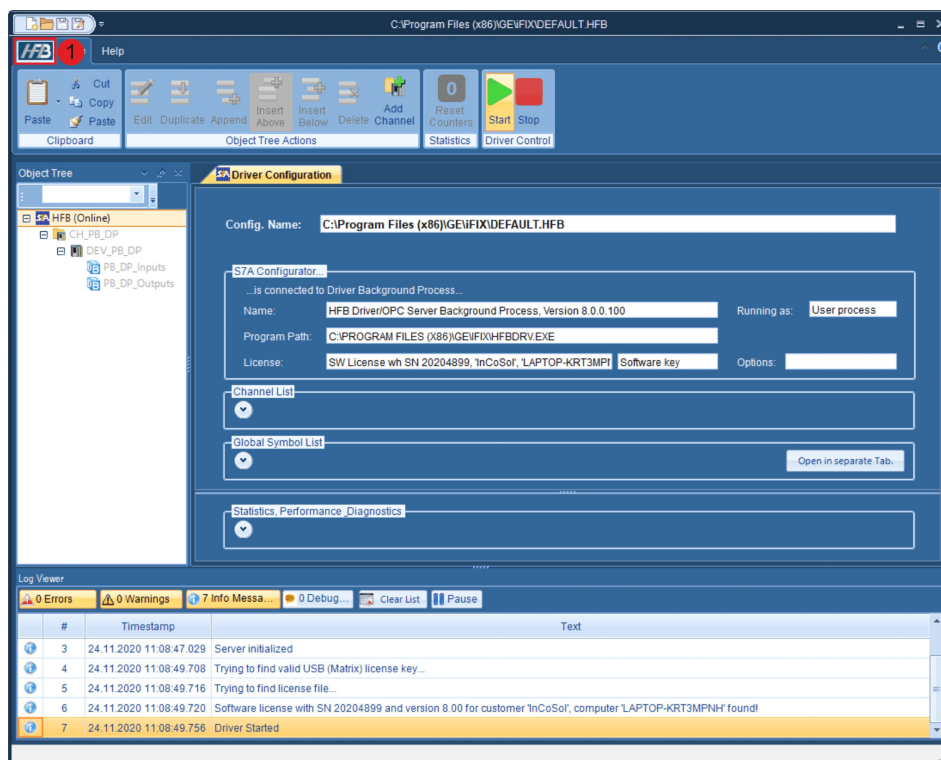 C:\Program Files (x86)\GE\iFIX\DEFAULT.HFB
HFB 1 Help
Paste
Cut
Copy
Paste
Clipboard
Edit Duplicate Append Insert Above Insert Below Delete Add Channel
Object Tree Actions
0
Reset Counters
Statistics
Start Stop
Driver Control
Object Tree
HFB (Online)
CH_PB_DP
DEV_PB_DP
PB_DP_Inputs
PB_DP_Outputs
S7A Driver Configuration
Config. Name: C:\Program Files (x86)\GE\iFIX\DEFAULT.HFB
S7A Configurator...
...is connected to Driver Background Process...
Name: HFB Driver/OPC Server Background Process, Version 8.0.0.100 Running as: User process
Program Path: C:\PROGRAM FILES (X86)\GE\IFIX\HFBDRV.EXE
License: SW License wh SN 20204899, 'InCoSol', 'LAPTOP-KRT3MPI Software key Options:
Channel List
Global Symbol List
Open in separate Tab.
Statistics, Performance ,Diagnostics
Log Viewer
0 Errors 0 Warnings 7 Info Messa... 0 Debug... Clear List Pause
# Timestamp Text
3 24.11.2020 11:08:47.029 Server initialized
4 24.11.2020 11:08:49.708 Trying to find valid USB (Matrix) license key...
5 24.11.2020 11:08:49.716 Trying to find license file...
6 24.11.2020 11:08:49.720 Software license with SN 20204899 and version 8.00 for customer 'InCoSol', computer 'LAPTOP-KRT3MPNH' found!
7 24.11.2020 11:08:49.756 Driver Started